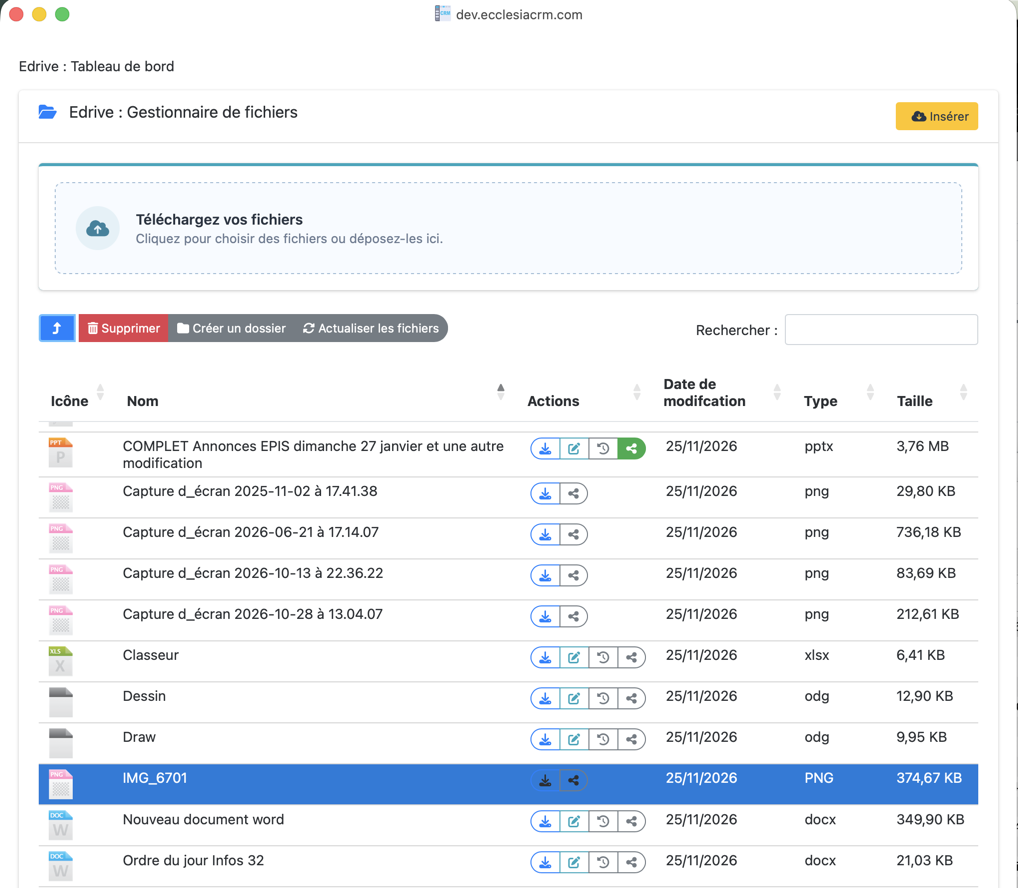 dev.ecclesiacrm.com
Edrive : Tableau de bord
Edrive : Gestionnaire de fichiers
Insérer
Téléchargez vos fichiers
Cliquez pour choisir des fichiers ou déposez-les ici.
Supprimer Créer un dossier Actualiser les fichiers
Rechercher :
Icône Nom Actions Date de modifcation Type Taille
PPT P COMPLET Annonces EPIS dimanche 27 janvier et une autre
modification 25/11/2026 pptx 3,76 MB
PNG Capture d_écran 2025-11-02 à 17.41.38 25/11/2026 png 29,80 KB
PNG Capture d_écran 2026-06-21 à 17.14.07 25/11/2026 png 736,18 KB
PNG Capture d_écran 2026-10-13 à 22.36.22 25/11/2026 png 83,69 KB
PNG Capture d_écran 2026-10-28 à 13.04.07 25/11/2026 png 212,61 KB
XLS X Classeur 25/11/2026 xlsx 6,41 KB
Dessin 25/11/2026 odg 12,90 KB
Draw 25/11/2026 odg 9,95 KB
PNG IMG_6701 25/11/2026 PNG 374,67 KB
DOC W Nouveau document word 25/11/2026 docx 349,90 KB
DOC W Ordre du jour Infos 32 25/11/2026 docx 21,03 KB